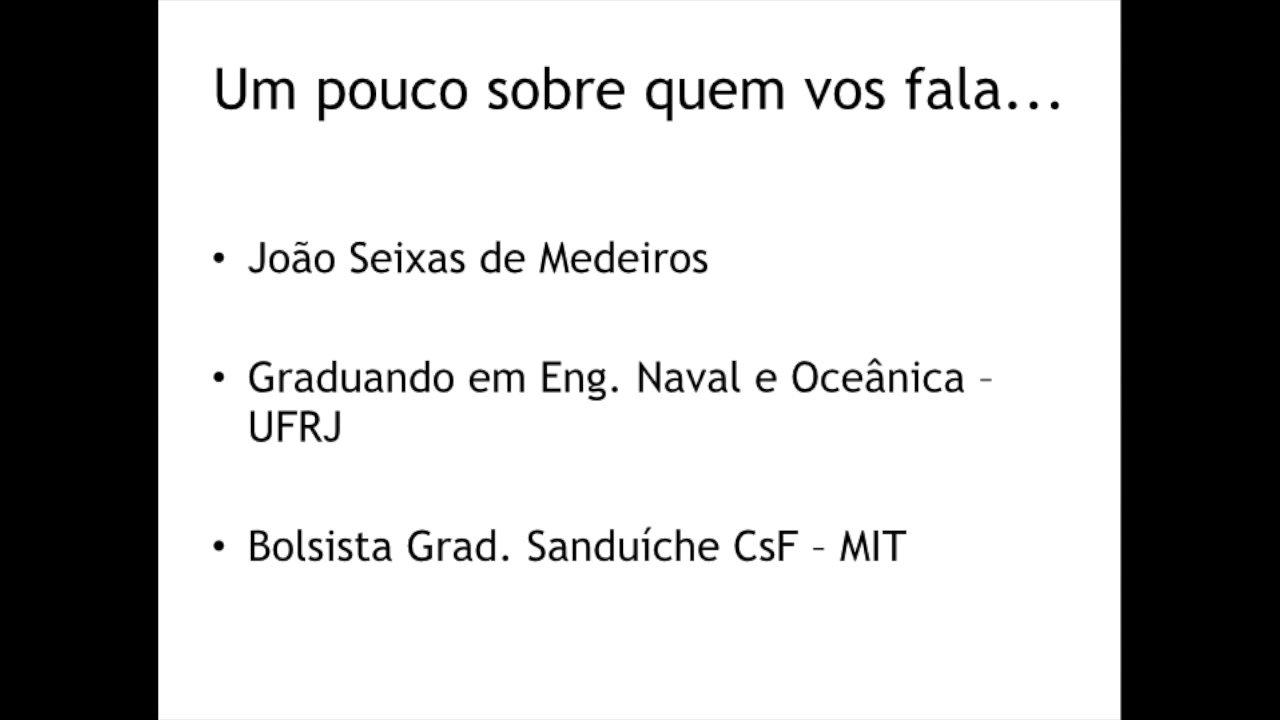 Um pouco sobre quem vos fala...
• João Seixas de Medeiros
• Graduando em Eng. Naval e Oceânica –
UFRJ
• Bolsista Grad. Sanduíche CsF – MIT